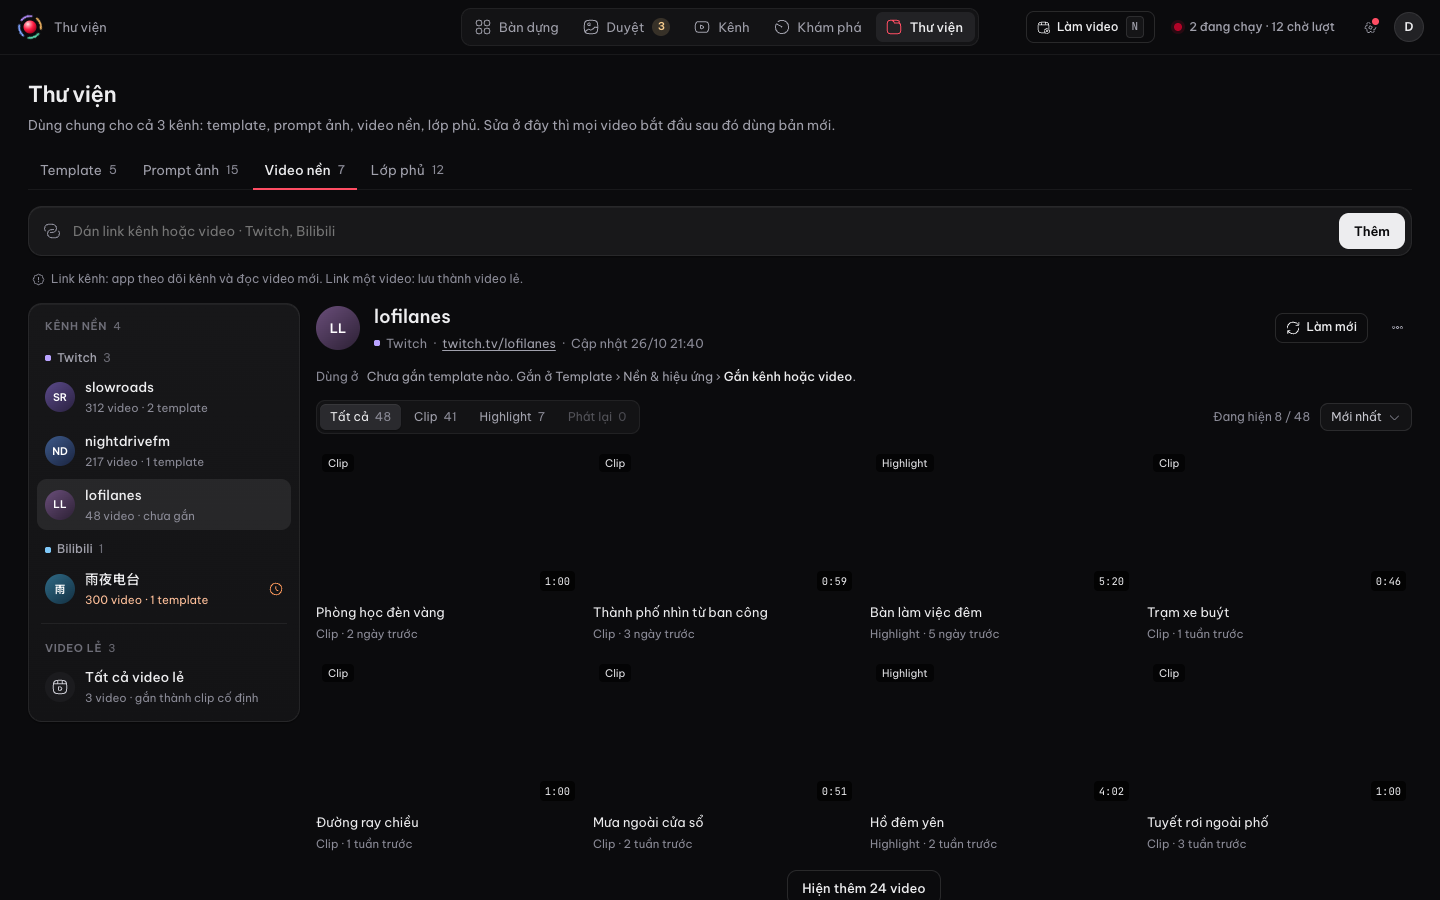 Thư viện
Bàn dựng
Duyệt 3
Kênh
Khám phá
Thư viện
Làm video N
2 đang chạy · 12 chờ lượt
D
Thư viện
Dùng chung cho cả 3 kênh: template, prompt ảnh, video nền, lớp phủ. Sửa ở đây thì mọi video bắt đầu sau đó dùng bản mới.
Template 5
Prompt ảnh 15
Video nền 7
Lớp phủ 12
Dán link kênh hoặc video · Twitch, Bilibili
Thêm
Link kênh: app theo dõi kênh và đọc video mới. Link một video: lưu thành video lẻ.
KÊNH NỀN 4
Twitch 3
SR
slowroads
312 video · 2 template
ND
nightdrivefm
217 video · 1 template
LL
lofilanes
48 video · chưa gắn
Bilibili 1
雨
雨夜电台
300 video · 1 template
VIDEO LẺ 3
Tất cả video lẻ
3 video · gắn thành clip cố định
LL
lofilanes
Twitch · twitch.tv/lofilanes · Cập nhật 26/10 21:40
Làm mới
Dùng ở Chưa gắn template nào. Gắn ở Template › Nền & hiệu ứng › Gắn kênh hoặc video.
Tất cả 48
Clip 41
Highlight 7
Phát lại 0
Đang hiện 8 / 48
Mới nhất
Clip
1:00
Phòng học đèn vàng
Clip · 2 ngày trước
Clip
0:59
Thành phố nhìn từ ban công
Clip · 3 ngày trước
Highlight
5:20
Bàn làm việc đêm
Highlight · 5 ngày trước
Clip
0:46
Trạm xe buýt
Clip · 1 tuần trước
Clip
1:00
Đường ray chiều
Clip · 1 tuần trước
Clip
0:51
Mưa ngoài cửa sổ
Clip · 2 tuần trước
Highlight
4:02
Hồ đêm yên
Highlight · 2 tuần trước
Clip
1:00
Tuyết rơi ngoài phố
Clip · 3 tuần trước
Hiện thêm 24 video